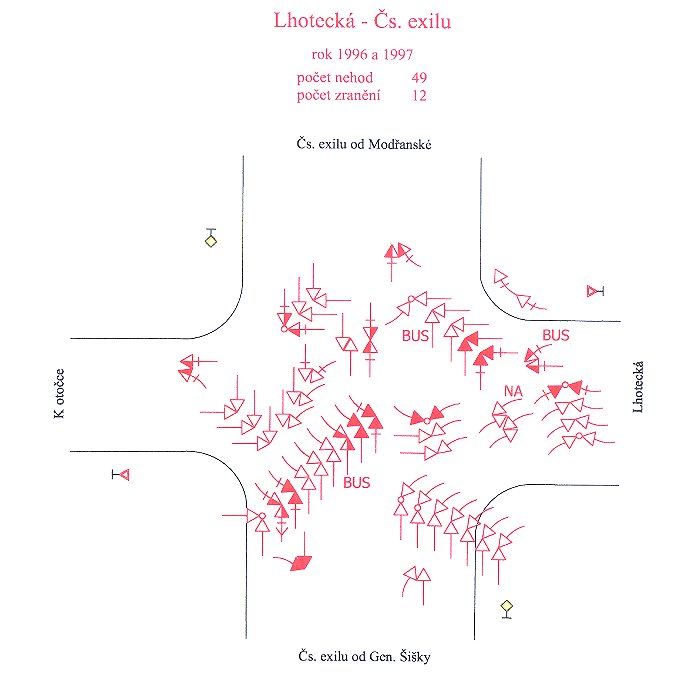 Lhotecká - Čs. exilu
rok 1996 a 1997
počet nehod 49
počet zranění 12
Čs. exilu od Modřanské
BUS
BUS
K otočce
Lhotecká
NA
BUS
Čs. exilu od Gen. Šišky